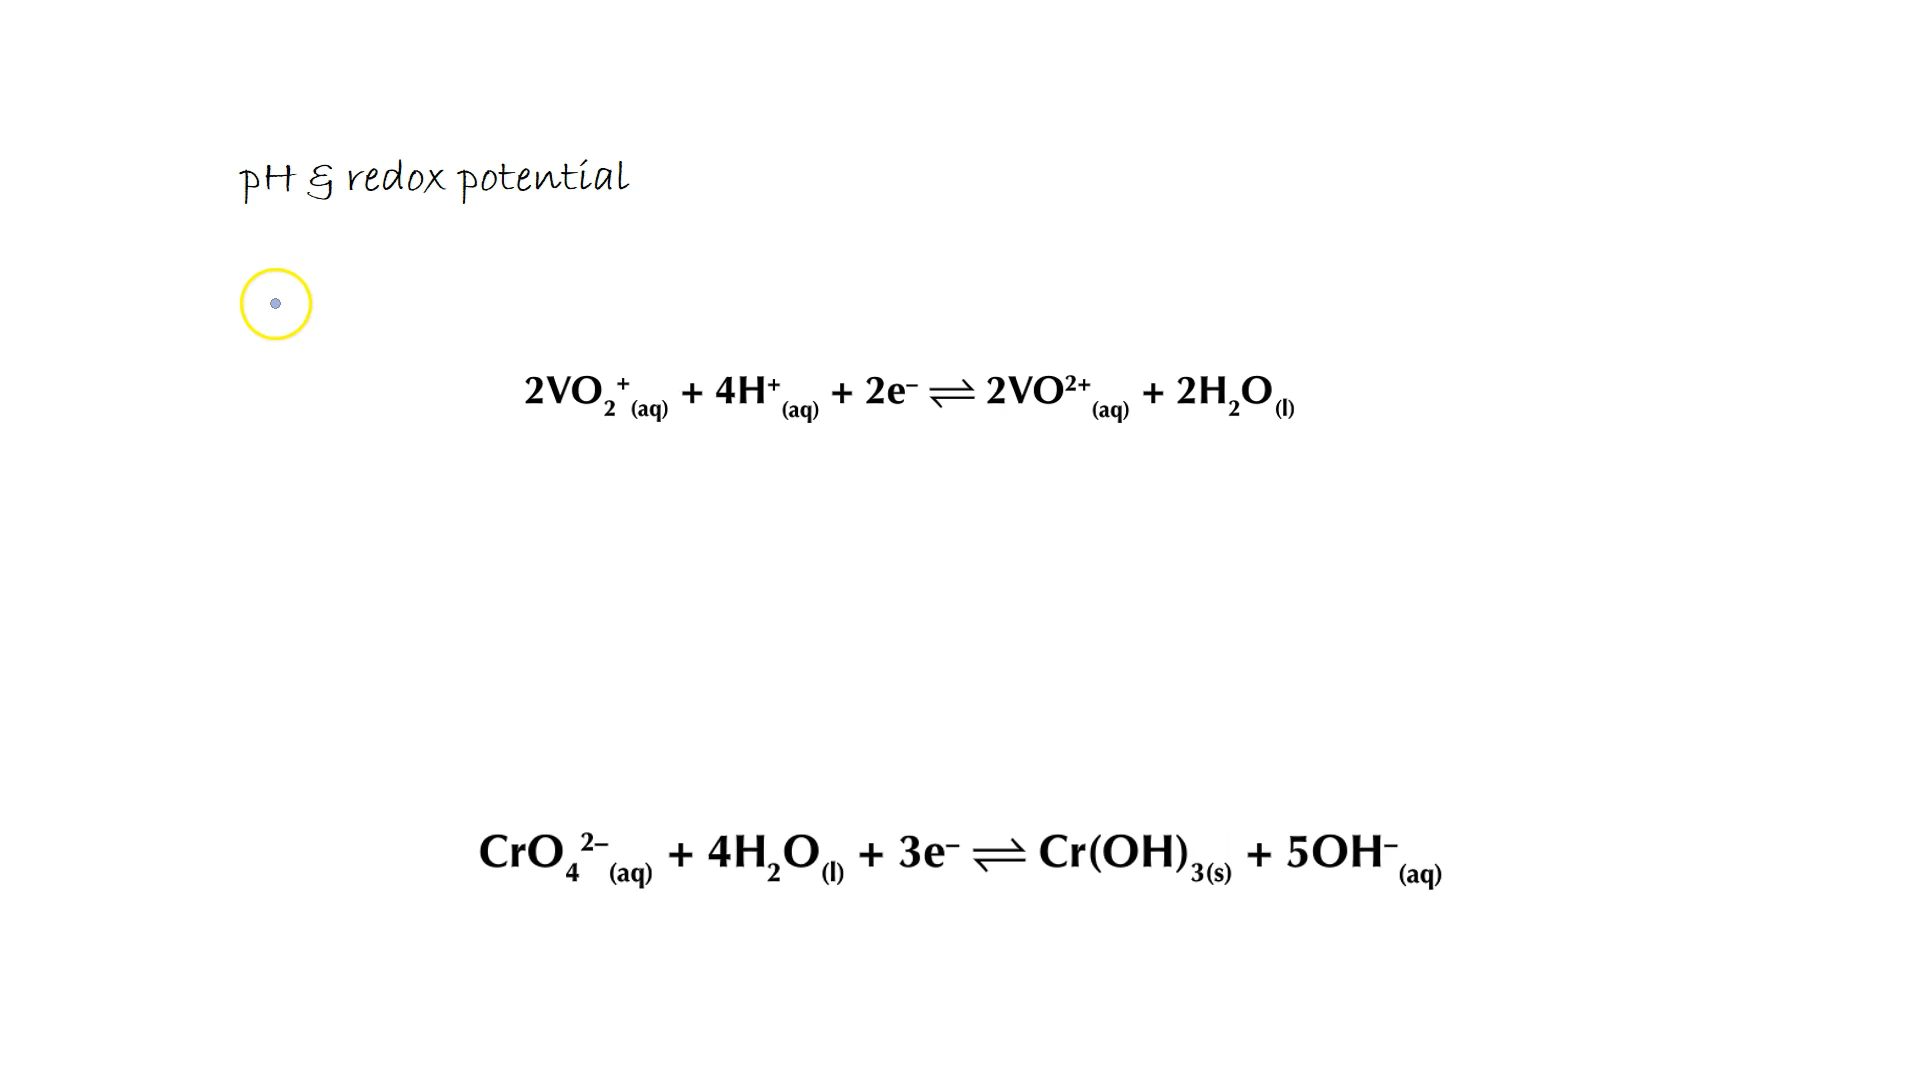 pH & redox potential
2VO₂⁺(aq) + 4H⁺(aq) + 2e⁻ ⇌ 2VO²⁺(aq) + 2H₂O(l)
CrO₄²⁻(aq) + 4H₂O(l) + 3e⁻ ⇌ Cr(OH)₃(s) + 5OH⁻(aq)